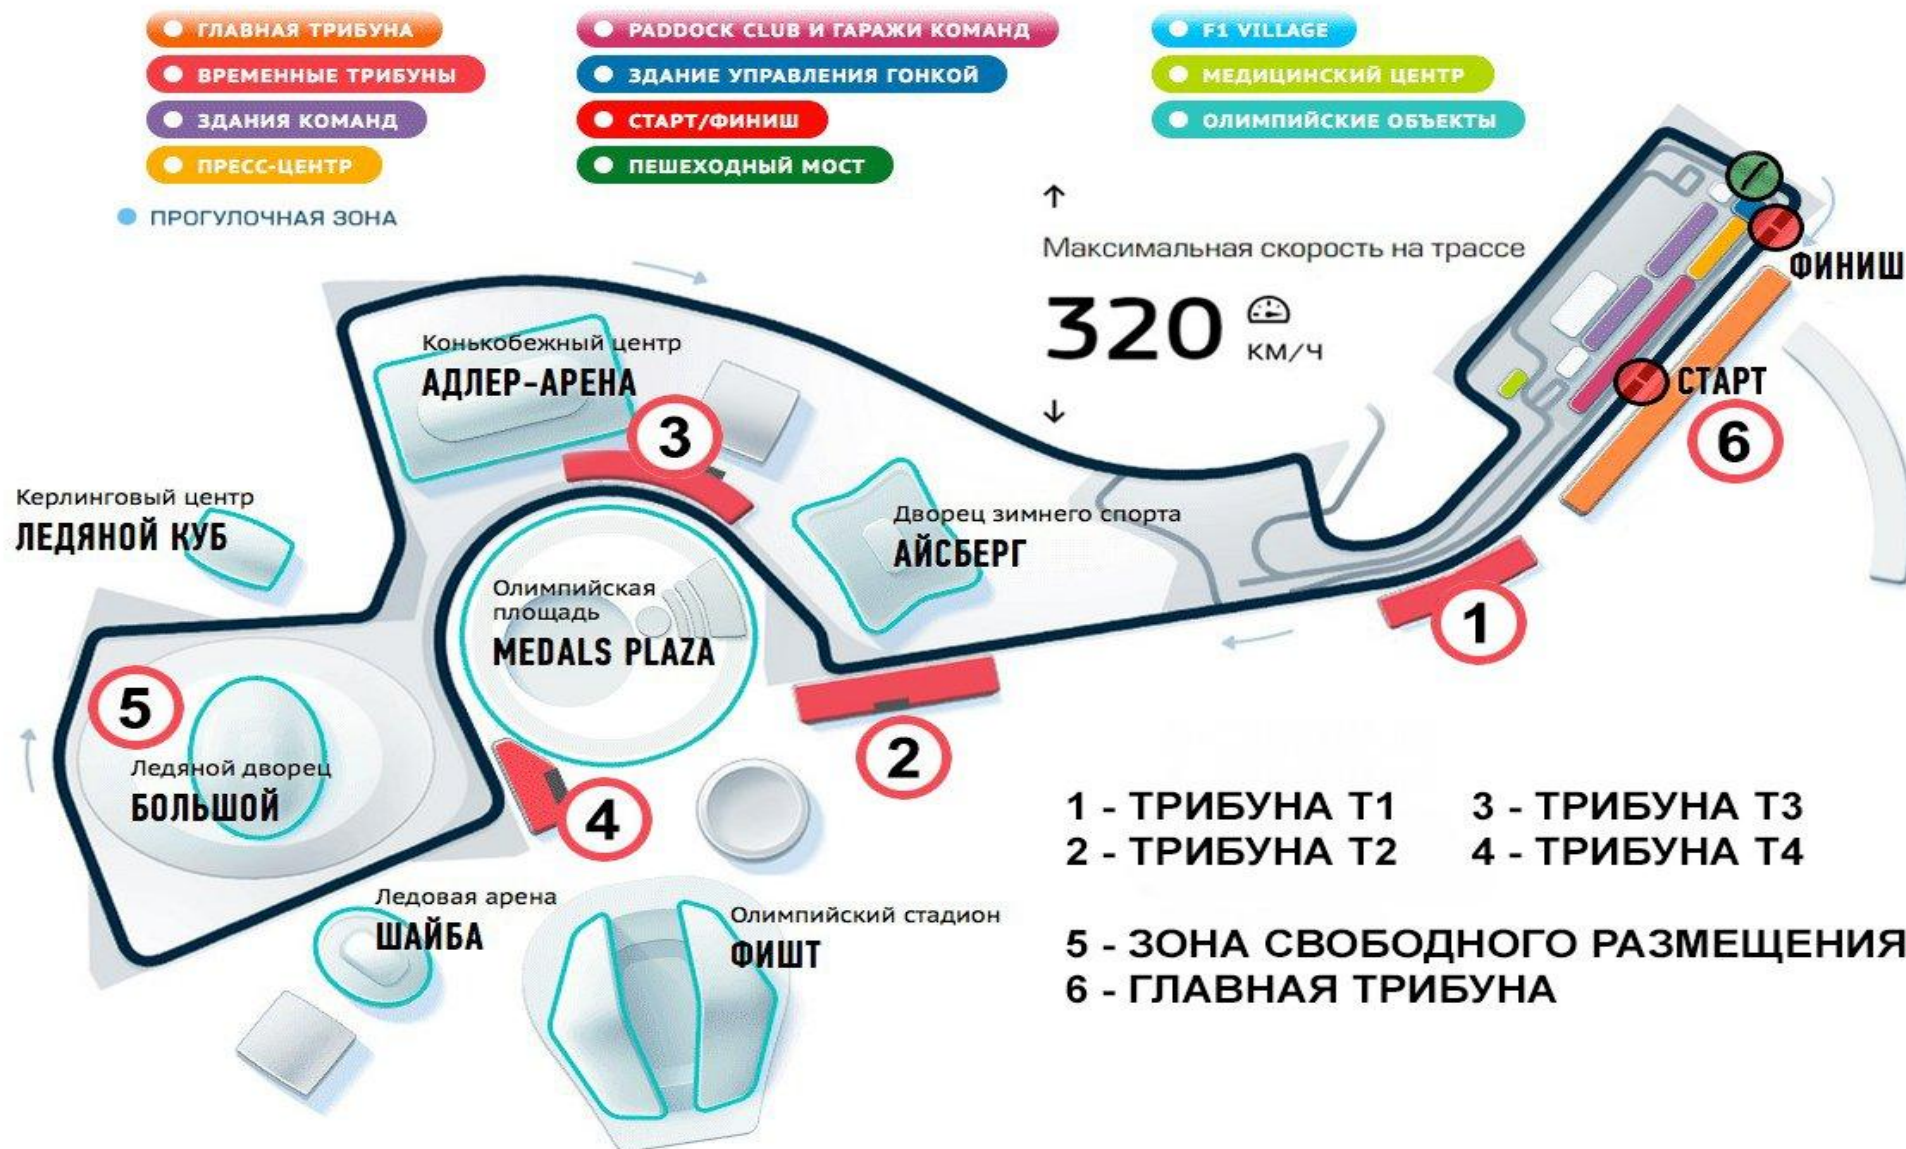 ГЛАВНАЯ ТРИБУНА
ВРЕМЕННЫЕ ТРИБУНЫ
ЗДАНИЯ КОМАНД
ПРЕСС-ЦЕНТР
ПРОГУЛОЧНАЯ ЗОНА
PADDOCK CLUB И ГАРАЖИ КОМАНД
ЗДАНИЕ УПРАВЛЕНИЯ ГОНКОЙ
СТАРТ/ФИНИШ
ПЕШЕХОДНЫЙ МОСТ
F1 VILLAGE
МЕДИЦИНСКИЙ ЦЕНТР
ОЛИМПИЙСКИЕ ОБЪЕКТЫ
Максимальная скорость на трассе
320
КМ/Ч
ФИНИШ
СТАРТ
6
Конькобежный центр
АДЛЕР-АРЕНА
3
Керлинговый центр
ЛЕДЯНОЙ КУБ
Дворец зимнего спорта
АЙСБЕРГ
Олимпийская
площадь
MEDALS PLAZA
1
5
2
Ледяной дворец
БОЛЬШОЙ
4
Ледовая арена
ШАЙБА
Олимпийский стадион
ФИШТ
1 - ТРИБУНА Т1
2 - ТРИБУНА Т2
3 - ТРИБУНА Т3
4 - ТРИБУНА Т4
5 - ЗОНА СВОБОДНОГО РАЗМЕЩЕНИЯ
6 - ГЛАВНАЯ ТРИБУНА